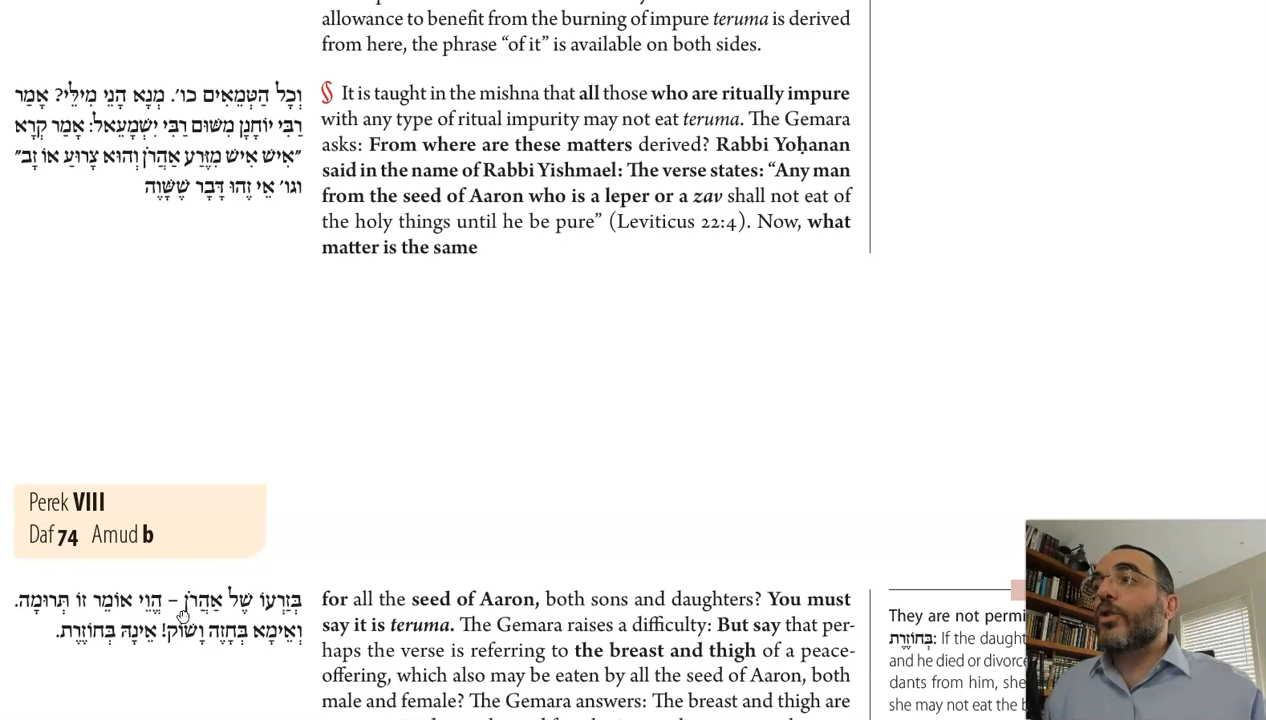 allowance to benefit from the burning of impure teruma is derived
from here, the phrase “of it” is available on both sides.
וְכָל הַטְּמֵאִים כו׳. מְנָא הָנֵי מִילֵּי? אָמַר
רַבִּי יוֹחָנָן מִשּׁוּם רַבִּי יִשְׁמָעֵאל: אָמַר קְרָא
״אִישׁ אִישׁ מִזֶּרַע אַהֲרֹן וְהוּא צָרוּעַ אוֹ זָב״
וגו׳ אֵי זֶהוּ דָּבָר שֶׁשָּׁוֶה
§ It is taught in the mishna that all those who are ritually impure
with any type of ritual impurity may not eat teruma. The Gemara
asks: From where are these matters derived? Rabbi Yoḥanan
said in the name of Rabbi Yishmael: The verse states: “Any man
from the seed of Aaron who is a leper or a zav shall not eat of
the holy things until he be pure” (Leviticus 22:4). Now, what
matter is the same
Perek VIII
Daf 74 Amud b
בְּזַרְעוֹ שֶׁל אַהֲרֹן – הֱוֵי אוֹמֵר זוֹ תְּרוּמָה.
וְאֵימָא בְּחָזֶה וָשׁוֹק! אֵינָהּ בְּחוֹזֶרֶת.
for all the seed of Aaron, both sons and daughters? You must
say it is teruma. The Gemara raises a difficulty: But say that per-
haps the verse is referring to the breast and thigh of a peace-
offering, which also may be eaten by all the seed of Aaron, both
male and female? The Gemara answers: The breast and thigh are
They are not permi
בְּחוֹזֶרֶת: If the daught
and he died or divorce
dants from him, she
she may not eat the b